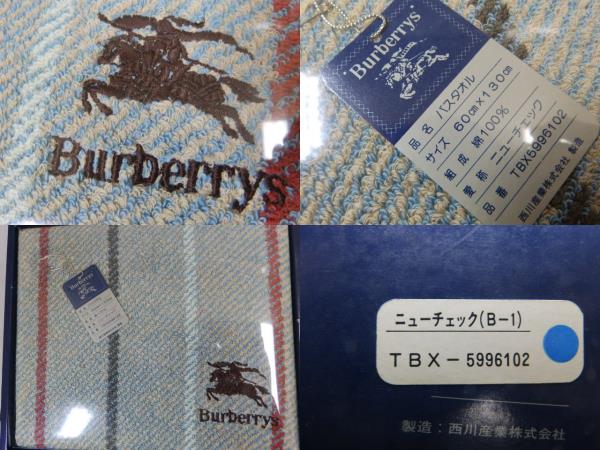 Burberrys
Burberrys
品名 バスタオル
サイズ 60cm×130cm
組成 綿100%
愛称 ニューチェック
品番 TBX5996102
西川産業株式会社 製造
Burberrys
Burberrys
ニューチェック(B-1)
TBX-5996102
製造:西川産業株式会社